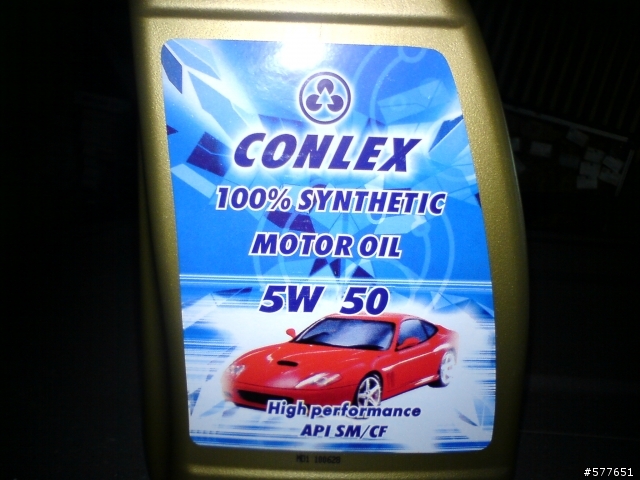 CONLEX
100% SYNTHETIC
MOTOR OIL
5W 50
High performance
API SM/CF
#577651